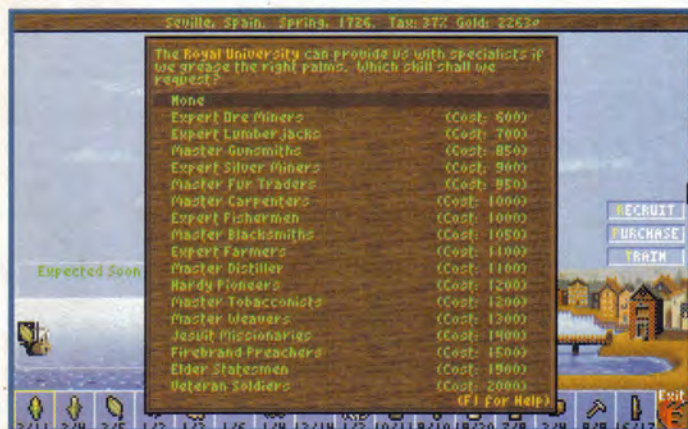 Seville, Spain. Spring, 1726. Tax: 37% Gold: 2263
The Royal University can provide us with specialists if
we grease the right palms. Which skill shall we
request?
None
Expert Ore Miners (Cost: 600)
Expert Lumberjacks (Cost: 700)
Master Gunsmiths (Cost: 850)
Expert Silver Miners (Cost: 900)
Master Fur Traders (Cost: 950)
Master Carpenters (Cost: 1000)
Expert Fishermen (Cost: 1000)
Master Blacksmiths (Cost: 1050)
Expert Farmers (Cost: 1100)
Master Distiller (Cost: 1100)
Hardy Pioneers (Cost: 1200)
Master Tobacconists (Cost: 1200)
Master Weavers (Cost: 1300)
Jesuit Missionaries (Cost: 1400)
Firebrand Preachers (Cost: 1500)
Elder Statesmen (Cost: 1900)
Veteran Soldiers (Cost: 2000)
(F1 for Help)
RECRUIT
PURCHASE
TRAIN
Expected Soon
Exit
E